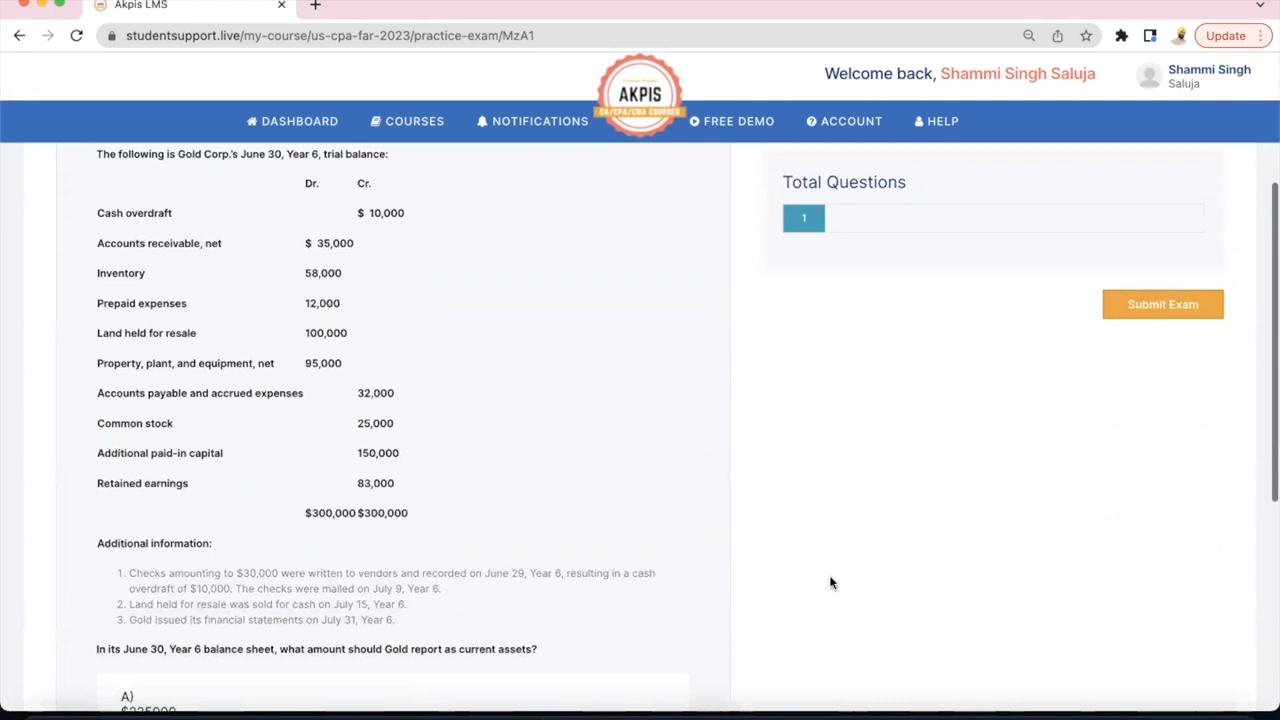 Akpis LMS
studentsupport.live/my-course/us-cpa-far-2023/practice-exam/MzA1
Update
AKPIS
CA/CPA/CMA COURSES
Welcome back, Shammi Singh Saluja
Shammi Singh
Saluja
DASHBOARD COURSES NOTIFICATIONS FREE DEMO ACCOUNT HELP
The following is Gold Corp.'s June 30, Year 6, trial balance:
Dr. Cr.
Cash overdraft $ 10,000
Accounts receivable, net $ 35,000
Inventory 58,000
Prepaid expenses 12,000
Land held for resale 100,000
Property, plant, and equipment, net 95,000
Accounts payable and accrued expenses 32,000
Common stock 25,000
Additional paid-in capital 150,000
Retained earnings 83,000
$300,000 $300,000
Additional information:
1. Checks amounting to $30,000 were written to vendors and recorded on June 29, Year 6, resulting in a cash
overdraft of $10,000. The checks were mailed on July 9, Year 6.
2. Land held for resale was sold for cash on July 15, Year 6.
3. Gold issued its financial statements on July 31, Year 6.
In its June 30, Year 6 balance sheet, what amount should Gold report as current assets?
A)
$225000
Total Questions
1
Submit Exam